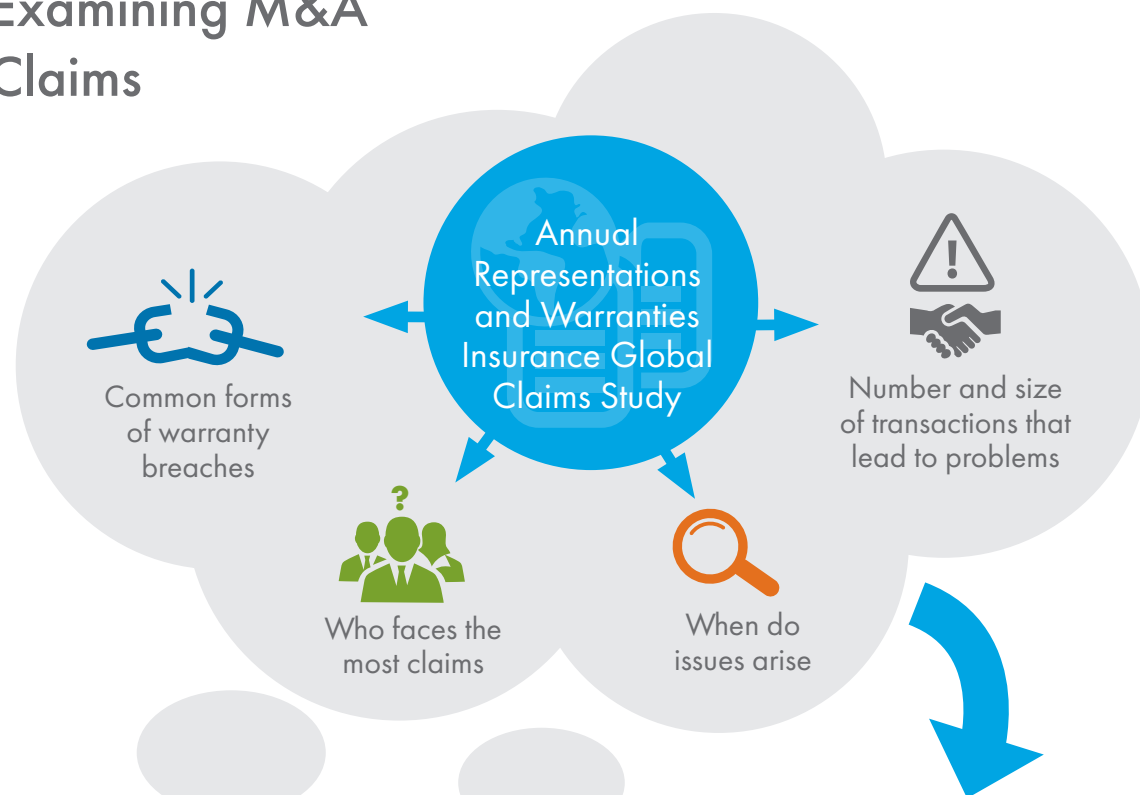 Examining M&A
Claims
Annual
Representations
and Warranties
Insurance Global
Claims Study
Common forms
of warranty
breaches
!
Number and size
of transactions that
lead to problems
?
Who faces the
most claims
When do
issues arise